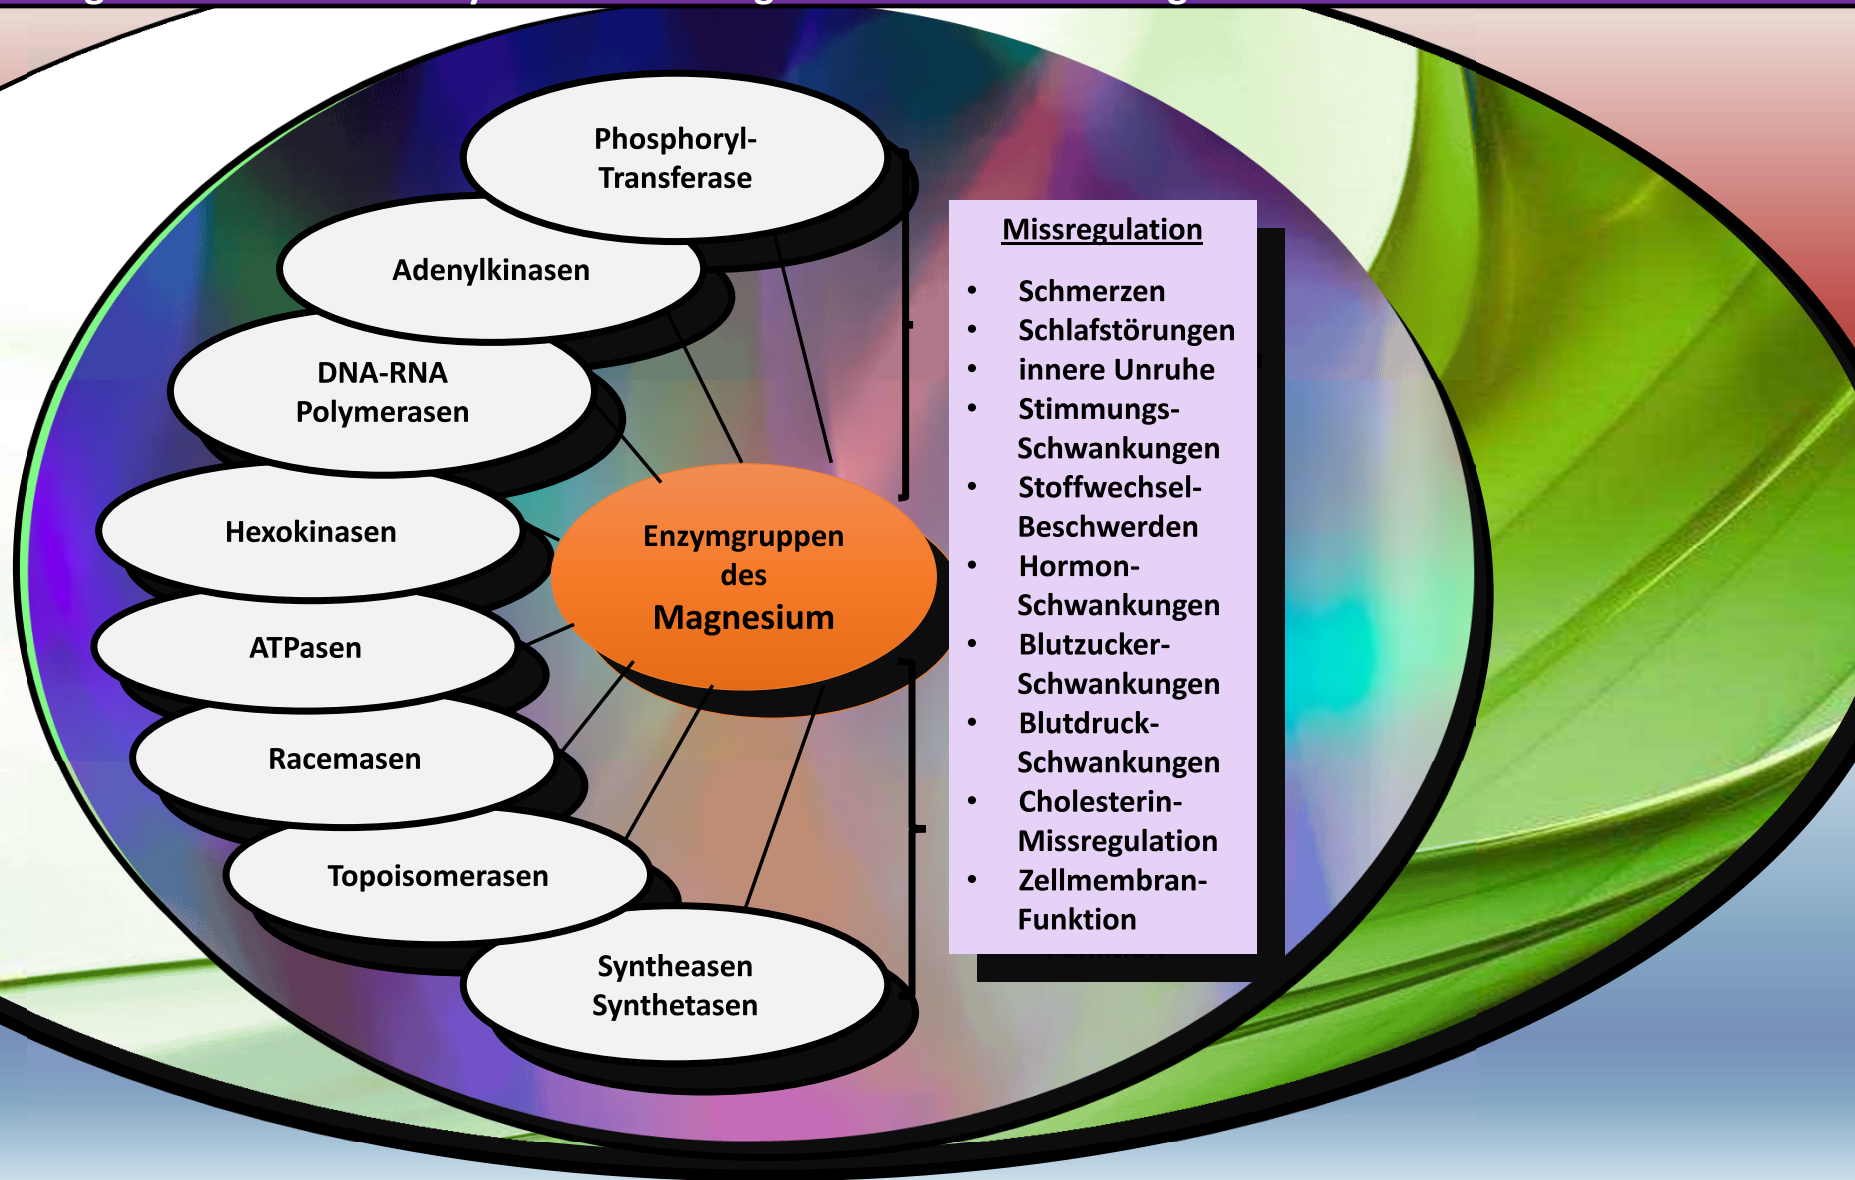 Phosphoryl-
Transferase
Adenylkinasen
DNA-RNA
Polymerasen
Hexokinasen
ATPasen
Racemasen
Topoisomerasen
Syntheasen
Synthetasen
Enzymgruppen
des
Magnesium
Missregulation
• Schmerzen
• Schlafstörungen
• innere Unruhe
• Stimmungs-
Schwankungen
• Stoffwechsel-
Beschwerden
• Hormon-
Schwankungen
• Blutzucker-
Schwankungen
• Blutdruck-
Schwankungen
• Cholesterin-
Missregulation
• Zellmembran-
Funktion